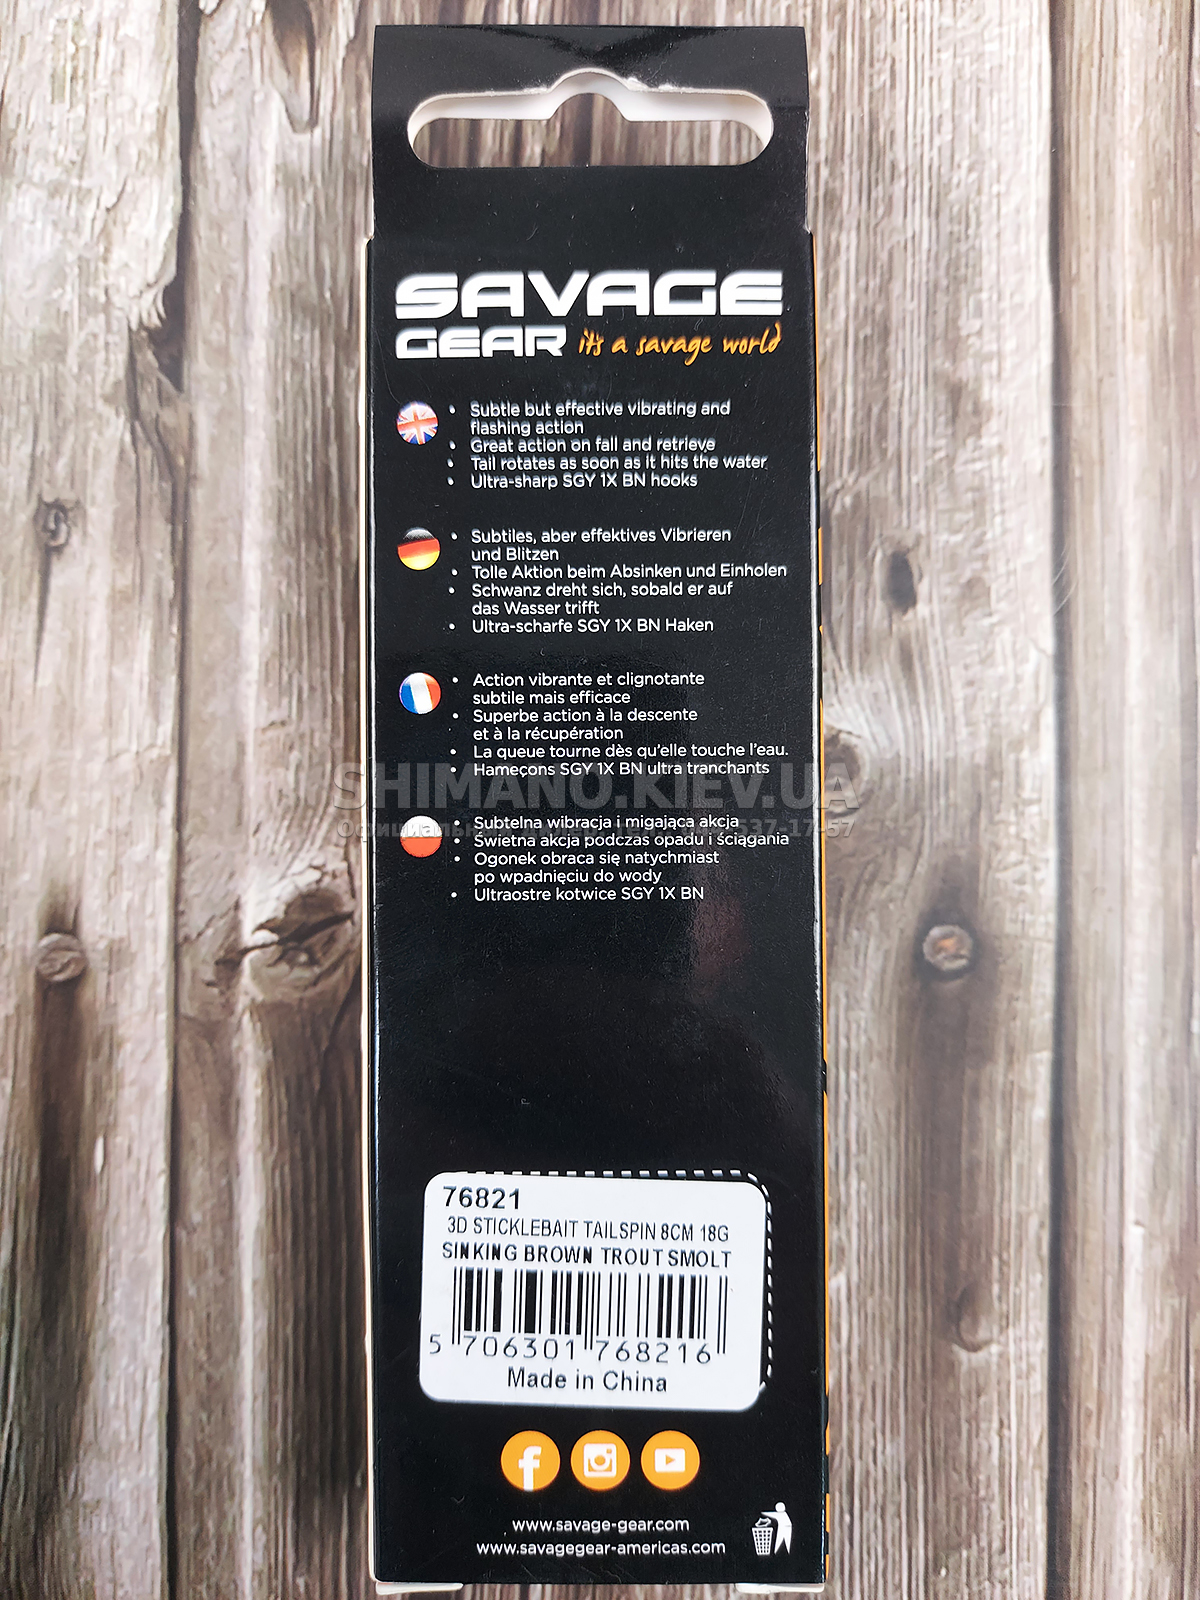 SAVAGE
GEAR it's a savage world
• Subtle but effective vibrating and
flashing action
• Great action on fall and retrieve
• Tail rotates as soon as it hits the water
• Ultra-sharp SGY 1X BN hooks
• Subtiles, aber effektives Vibrieren
und Blitzen
• Tolle Aktion beim Absinken und Einholen
• Schwanz dreht sich, sobald er auf
das Wasser trifft
• Ultra-scharfe SGY 1X BN Haken
• Action vibrante et clignotante
subtile mais efficace
• Superbe action à la descente
et à la récupération
• La queue tourne dès qu'elle touche l'eau.
• Hameçons SGY 1X BN ultra tranchants
SHIMANO.KIEV.UA
• Subtelna wibracja i migająca akcja
• Świetna akcja podczas opadu i ściągania
• Ogonek obraca się natychmiast
po wpadnięciu do wody
• Ultraostre kotwice SGY 1X BN
76821
3D STICKLEBAIT TAILSPIN 8CM 18G
SINKING BROWN TROUT SMOLT
5 706301 768216
Made in China
www.savage-gear.com
www.savagegear-americas.com